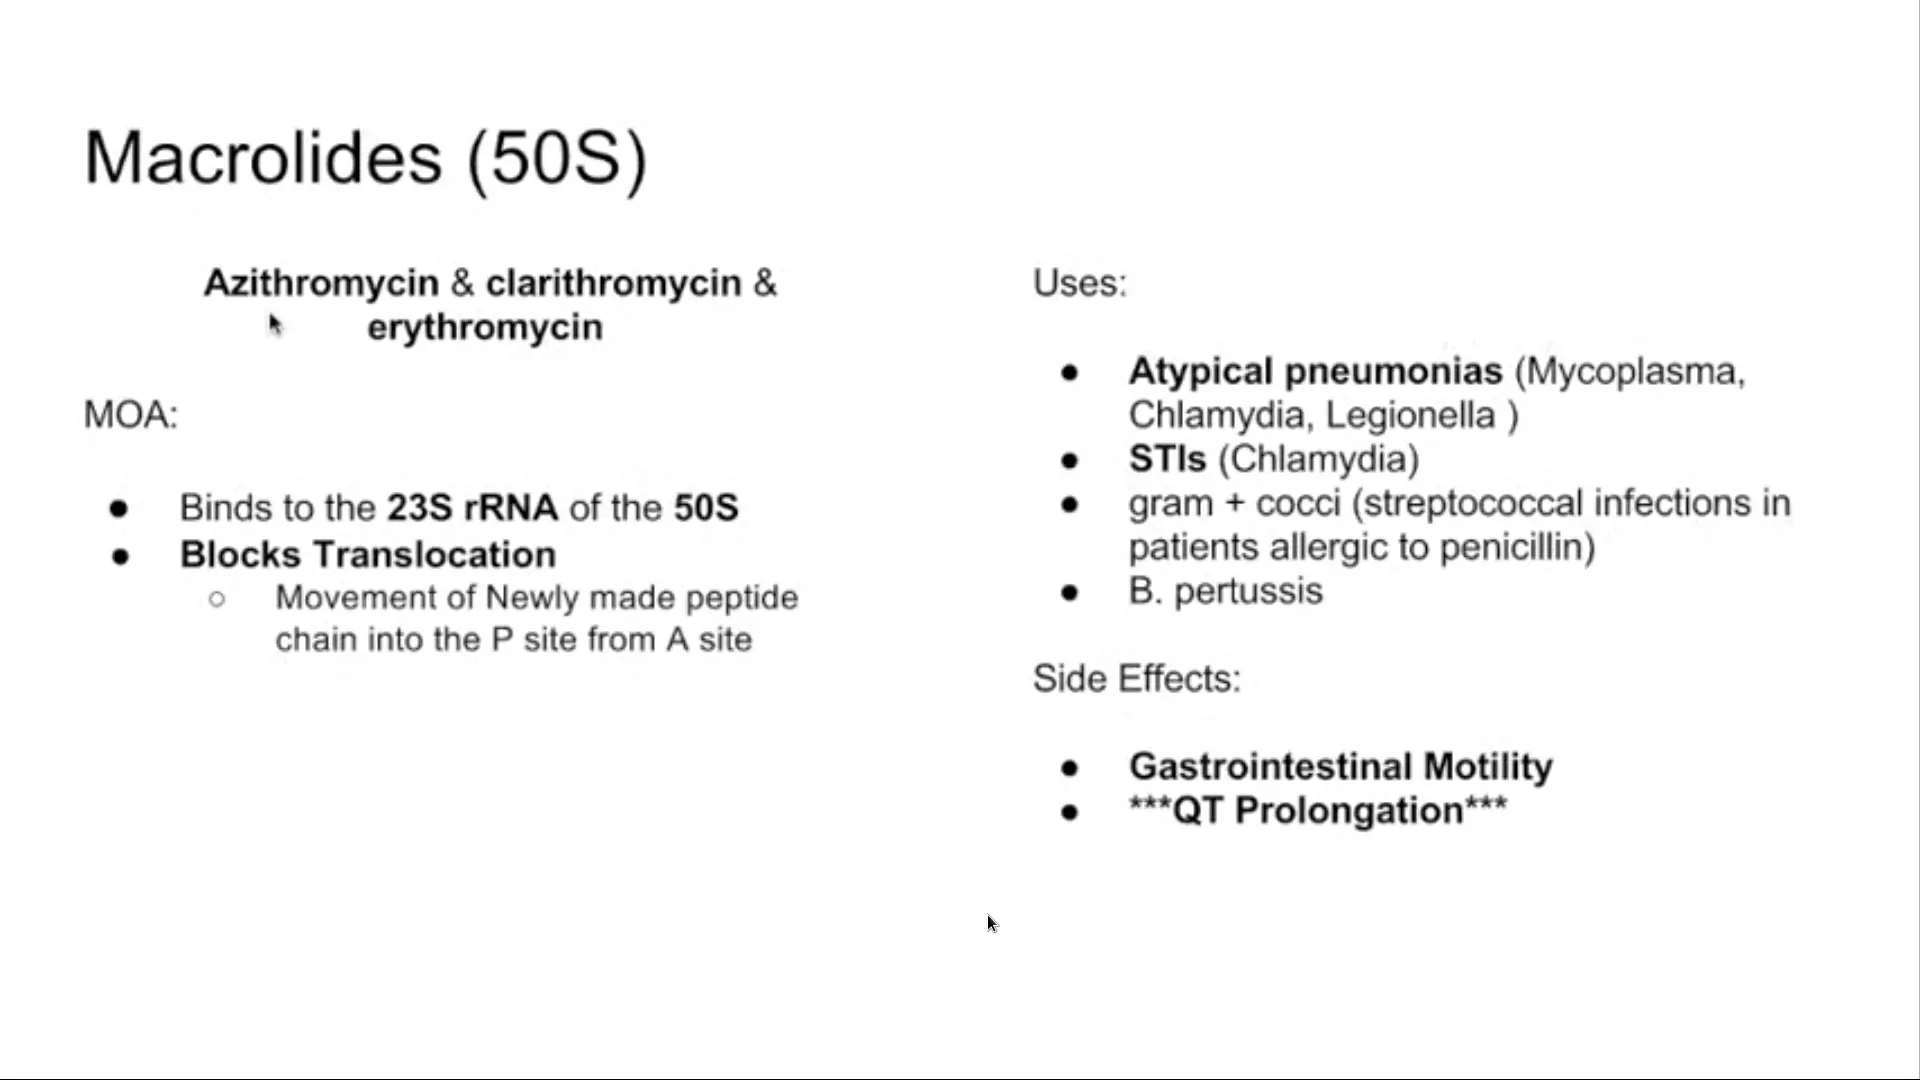 Macrolides (50S)
Azithromycin & clarithromycin &
erythromycin
MOA:
● Binds to the 23S rRNA of the 50S
● Blocks Translocation
○ Movement of Newly made peptide
chain into the P site from A site
Uses:
● Atypical pneumonias (Mycoplasma,
Chlamydia, Legionella )
● STIs (Chlamydia)
● gram + cocci (streptococcal infections in
patients allergic to penicillin)
● B. pertussis
Side Effects:
● Gastrointestinal Motility
● ***QT Prolongation***